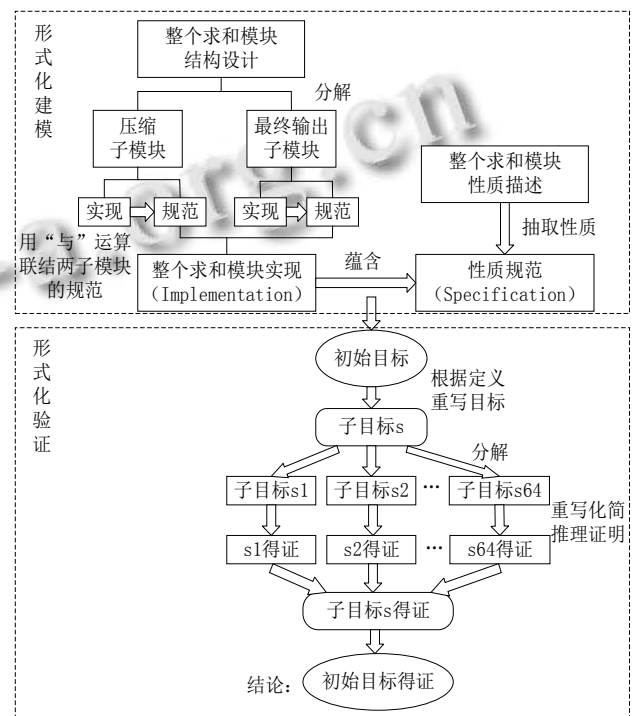 形式化建模
整个求和模块
结构设计
分解
压缩
子模块
最终输出
子模块
整个求和模块
性质描述
实现
规范
实现
规范
抽取性质
用“与”运算
联结两子模块
的规范
整个求和模块实现
（Implementation）
蕴含
性质规范
（Specification）
形式化验证
初始目标
根据定义
重写目标
子目标s
分解
子目标s1
子目标s2
…
子目标s64
重写化简
推理证明
s1得证
s2得证
…
s64得证
子目标s得证
结论：
初始目标得证